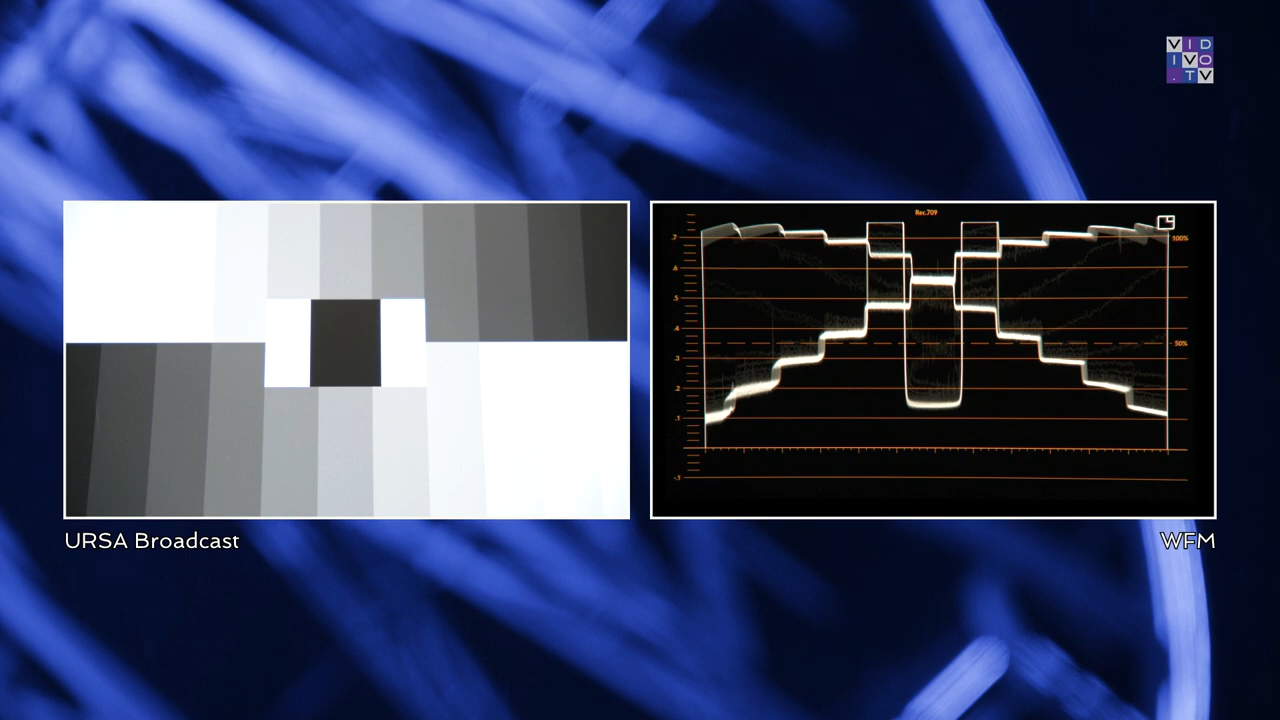 VID
IVO
.TV
Rec.709
.7
100%
.6
.5
.4
50%
.3
.2
.1
-.1
URSA Broadcast
WFM